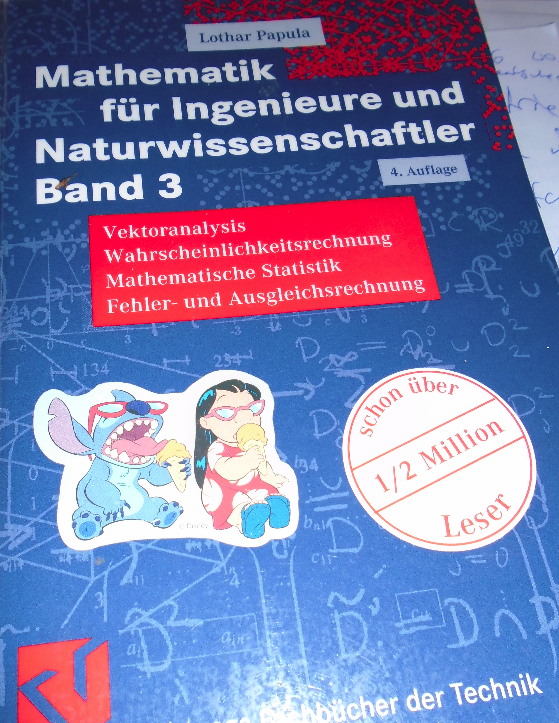 Lothar Papula
Mathematik
für Ingenieure und
Naturwissenschaftler
Band 3
4. Auflage
Vektoranalysis
Wahrscheinlichkeitsrechnung
Mathematische Statistik
Fehler- und Ausgleichsrechnung
schon über
1/2 Million
Leser
der Technik